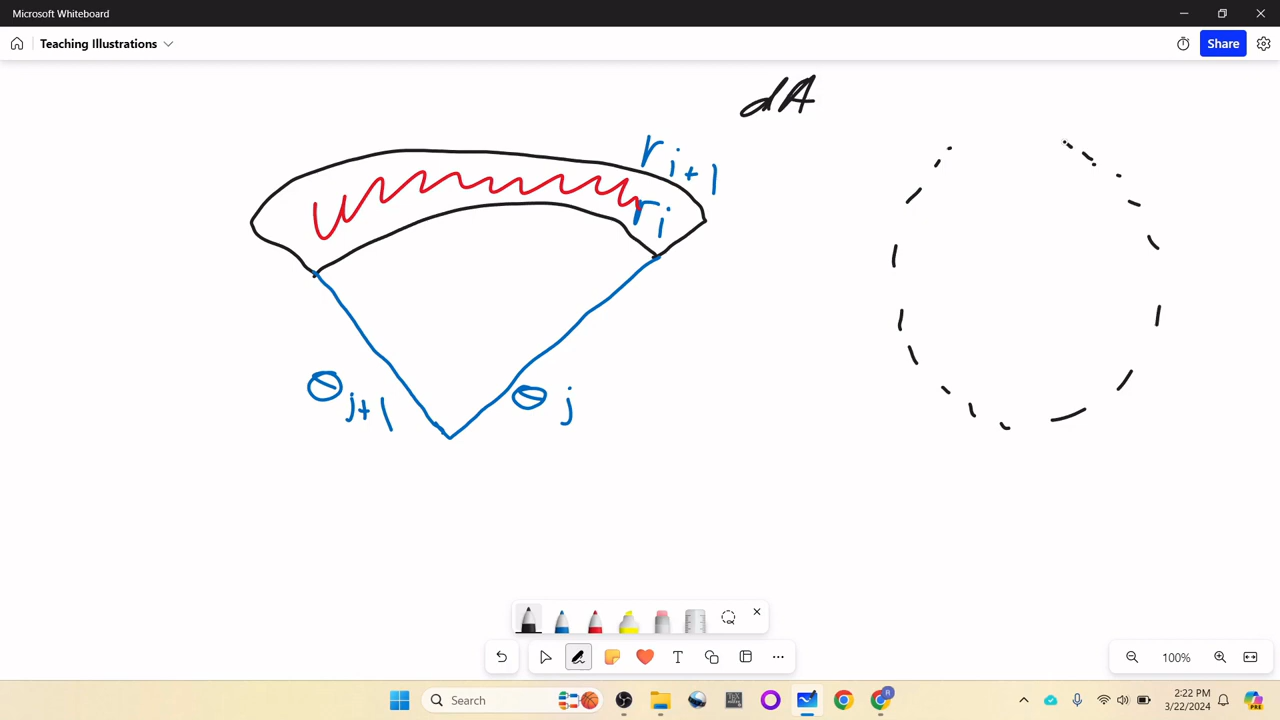 Microsoft Whiteboard
Teaching Illustrations
Share
dA
r_{i+1}
r_i
θ_{j+1}
θ_j
T
100%
Search
2:22 PM
3/22/2024